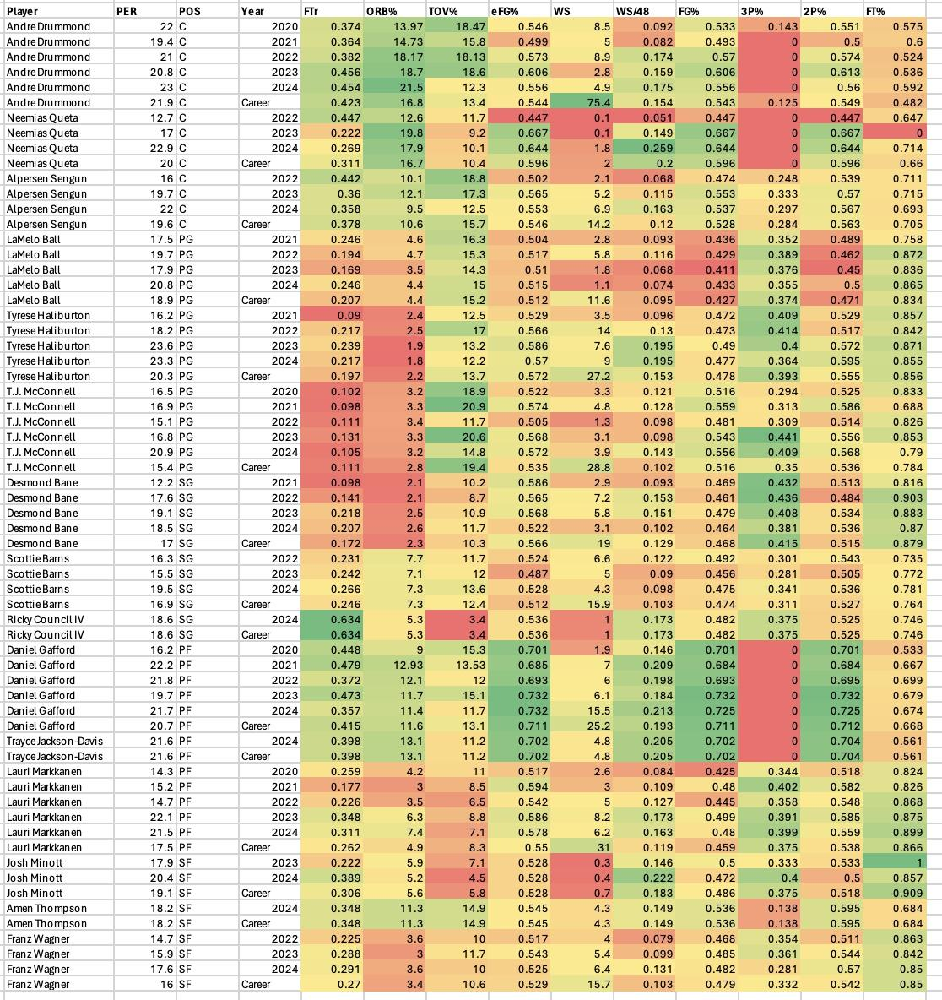 Player PER POS Year FTr ORB% TOV% eFG% WS WS/48 FG% 3P% 2P% FT%
Andre Drummond 22 C 2020 0.374 13.97 18.47 0.546 8.5 0.092 0.533 0.143 0.551 0.575
Andre Drummond 19.4 C 2021 0.364 14.73 15.8 0.499 5 0.082 0.493 0 0.5 0.6
Andre Drummond 21 C 2022 0.382 18.17 18.13 0.573 8.9 0.174 0.57 0 0.574 0.524
Andre Drummond 20.8 C 2023 0.456 18.7 18.6 0.606 2.8 0.159 0.606 0 0.613 0.536
Andre Drummond 23 C 2024 0.454 21.5 12.3 0.556 4.9 0.175 0.556 0 0.56 0.592
Andre Drummond 21.9 C Career 0.423 16.8 13.4 0.544 75.4 0.154 0.543 0.125 0.549 0.482
Neemias Queta 12.7 C 2022 0.447 12.6 11.7 0.447 0.1 0.051 0.447 0 0.447 0.647
Neemias Queta 17 C 2023 0.222 19.8 9.2 0.667 0.1 0.149 0.667 0 0.667 0
Neemias Queta 22.9 C 2024 0.269 17.9 10.1 0.644 1.8 0.259 0.644 0 0.644 0.714
Neemias Queta 20 C Career 0.311 16.7 10.4 0.596 2 0.2 0.596 0 0.596 0.66
Alpersen Sengun 16 C 2022 0.442 10.1 18.8 0.502 2.1 0.068 0.474 0.248 0.539 0.711
Alpersen Sengun 19.7 C 2023 0.36 12.1 17.3 0.565 5.2 0.115 0.553 0.333 0.57 0.715
Alpersen Sengun 22 C 2024 0.358 9.5 12.5 0.553 6.9 0.163 0.537 0.297 0.567 0.693
Alpersen Sengun 19.6 C Career 0.378 10.6 15.7 0.546 14.2 0.12 0.528 0.284 0.563 0.705
LaMelo Ball 17.5 PG 2021 0.246 4.6 16.3 0.504 2.8 0.093 0.436 0.352 0.489 0.758
LaMelo Ball 19.7 PG 2022 0.194 4.7 15.3 0.517 5.8 0.116 0.429 0.389 0.462 0.872
LaMelo Ball 17.9 PG 2023 0.169 3.5 14.3 0.51 1.8 0.068 0.411 0.376 0.45 0.836
LaMelo Ball 20.8 PG 2024 0.246 4.4 15 0.515 1.1 0.074 0.433 0.355 0.5 0.865
LaMelo Ball 18.9 PG Career 0.207 4.4 15.2 0.512 11.6 0.095 0.427 0.374 0.471 0.834
Tyrese Haliburton 16.2 PG 2021 0.09 2.4 12.5 0.529 3.5 0.096 0.472 0.409 0.529 0.857
Tyrese Haliburton 18.2 PG 2022 0.217 2.5 17 0.566 14 0.13 0.473 0.414 0.517 0.842
Tyrese Haliburton 23.6 PG 2023 0.239 1.9 13.2 0.586 7.6 0.195 0.49 0.4 0.572 0.871
Tyrese Haliburton 23.3 PG 2024 0.217 1.8 12.2 0.57 9 0.195 0.477 0.364 0.595 0.855
Tyrese Haliburton 20.3 PG Career 0.197 2.2 13.7 0.572 27.2 0.153 0.478 0.393 0.555 0.856
T.J. McConnell 16.5 PG 2020 0.102 3.2 18.9 0.522 3.3 0.121 0.516 0.294 0.525 0.833
T.J. McConnell 16.9 PG 2021 0.098 3.3 20.9 0.574 4.8 0.128 0.559 0.313 0.586 0.688
T.J. McConnell 15.1 PG 2022 0.111 3.4 11.7 0.505 1.3 0.098 0.481 0.309 0.514 0.826
T.J. McConnell 16.8 PG 2023 0.131 3.3 20.6 0.568 3.1 0.098 0.543 0.441 0.556 0.853
T.J. McConnell 20.9 PG 2024 0.105 3.2 14.8 0.572 3.9 0.143 0.556 0.409 0.568 0.79
T.J. McConnell 15.4 PG Career 0.111 2.8 19.4 0.535 28.8 0.102 0.516 0.35 0.536 0.784
Desmond Bane 12.2 SG 2021 0.098 2.1 10.2 0.586 2.9 0.093 0.469 0.432 0.513 0.816
Desmond Bane 17.6 SG 2022 0.141 2.1 8.7 0.565 7.2 0.153 0.461 0.436 0.484 0.903
Desmond Bane 19.1 SG 2023 0.218 2.5 10.9 0.568 5.8 0.151 0.479 0.408 0.534 0.883
Desmond Bane 18.5 SG 2024 0.207 2.6 11.7 0.522 3.1 0.102 0.464 0.381 0.536 0.87
Desmond Bane 17 SG Career 0.172 2.3 10.3 0.566 19 0.129 0.468 0.415 0.515 0.879
Scottie Barns 16.3 SG 2022 0.231 7.7 11.7 0.524 6.6 0.122 0.492 0.301 0.543 0.735
Scottie Barns 15.5 SG 2023 0.242 7.1 12 0.487 5 0.09 0.456 0.281 0.505 0.772
Scottie Barns 19.5 SG 2024 0.266 7.3 13.6 0.528 4.3 0.098 0.475 0.341 0.536 0.781
Scottie Barns 16.9 SG Career 0.246 7.3 12.4 0.512 15.9 0.103 0.474 0.311 0.527 0.764
Ricky Council IV 18.6 SG 2024 0.634 5.3 3.4 0.536 1 0.173 0.482 0.375 0.525 0.746
Ricky Council IV 18.6 SG Career 0.634 5.3 3.4 0.536 1 0.173 0.482 0.375 0.525 0.746
Daniel Gafford 16.2 PF 2020 0.448 9 15.3 0.701 1.9 0.146 0.701 0 0.701 0.533
Daniel Gafford 22.2 PF 2021 0.479 12.93 13.53 0.685 7 0.209 0.684 0 0.684 0.667
Daniel Gafford 21.8 PF 2022 0.372 12.1 12 0.693 6 0.198 0.693 0 0.695 0.699
Daniel Gafford 19.7 PF 2023 0.473 11.7 15.1 0.732 6.1 0.184 0.732 0 0.732 0.679
Daniel Gafford 21.7 PF 2024 0.357 11.4 11.7 0.732 15.5 0.213 0.725 0 0.725 0.674
Daniel Gafford 20.7 PF Career 0.415 11.6 13.1 0.711 25.2 0.193 0.711 0 0.712 0.668
Trayce Jackson-Davis 21.6 PF 2024 0.398 13.1 11.2 0.702 4.8 0.205 0.702 0 0.704 0.561
Trayce Jackson-Davis 21.6 PF Career 0.398 13.1 11.2 0.702 4.8 0.205 0.702 0 0.704 0.561
Lauri Markkanen 14.3 PF 2020 0.259 4.2 11 0.517 2.6 0.084 0.425 0.344 0.518 0.824
Lauri Markkanen 15.2 PF 2021 0.177 3 8.5 0.594 3 0.109 0.48 0.402 0.582 0.826
Lauri Markkanen 14.7 PF 2022 0.226 3.5 6.5 0.542 5 0.127 0.445 0.358 0.548 0.868
Lauri Markkanen 22.1 PF 2023 0.348 6.3 8.8 0.586 8.2 0.173 0.499 0.391 0.585 0.875
Lauri Markkanen 21.5 PF 2024 0.311 7.4 7.1 0.578 6.2 0.163 0.48 0.399 0.559 0.899
Lauri Markkanen 17.5 PF Career 0.262 4.9 8.3 0.55 31 0.119 0.459 0.375 0.538 0.866
Josh Minott 17.9 SF 2023 0.222 5.9 7.1 0.528 0.3 0.146 0.5 0.333 0.533 1
Josh Minott 20.4 SF 2024 0.389 5.2 4.5 0.528 0.4 0.222 0.472 0.4 0.5 0.857
Josh Minott 19.1 SF Career 0.306 5.6 5.8 0.528 0.7 0.183 0.486 0.375 0.518 0.909
Amen Thompson 18.2 SF 2024 0.348 11.3 14.9 0.545 4.3 0.149 0.536 0.138 0.595 0.684
Amen Thompson 18.2 SF Career 0.348 11.3 14.9 0.545 4.3 0.149 0.536 0.138 0.595 0.684
Franz Wagner 14.7 SF 2022 0.225 3.6 10 0.517 4 0.079 0.468 0.354 0.511 0.863
Franz Wagner 15.9 SF 2023 0.288 3 11.7 0.543 5.4 0.099 0.485 0.361 0.544 0.842
Franz Wagner 17.6 SF 2024 0.291 3.6 10 0.525 6.4 0.131 0.482 0.281 0.57 0.85
Franz Wagner 16 SF Career 0.27 3.4 10.6 0.529 15.7 0.103 0.479 0.332 0.542 0.85